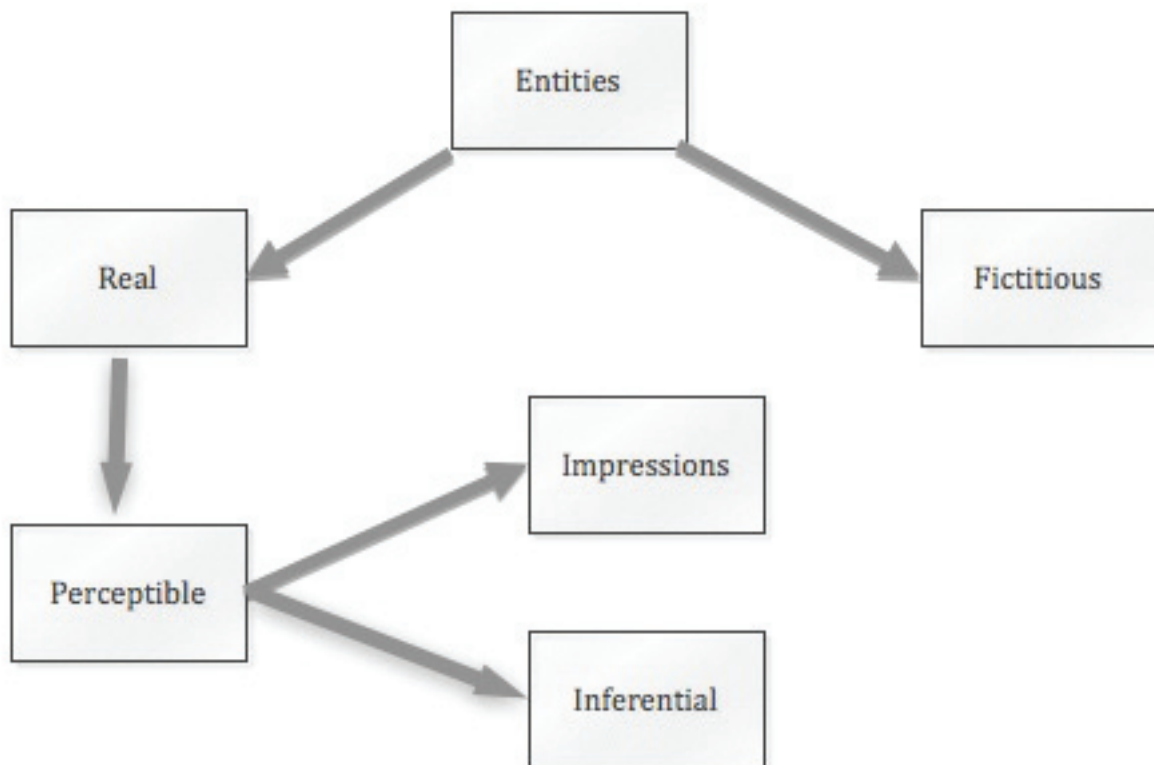 Entities
Real
Fictitious
Impressions
Perceptible
Inferential